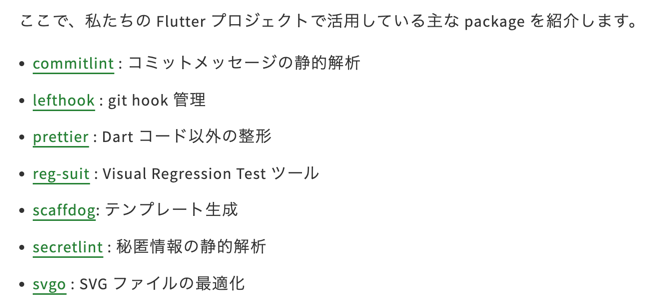 ここで、私たちの Flutter プロジェクトで活用している主な package を紹介します。
• commitlint : コミットメッセージの静的解析
• lefthook : git hook 管理
• prettier : Dart コード以外の整形
• reg-suit : Visual Regression Test ツール
• scaffdog: テンプレート生成
• secretlint : 秘匿情報の静的解析
• svgo : SVG ファイルの最適化